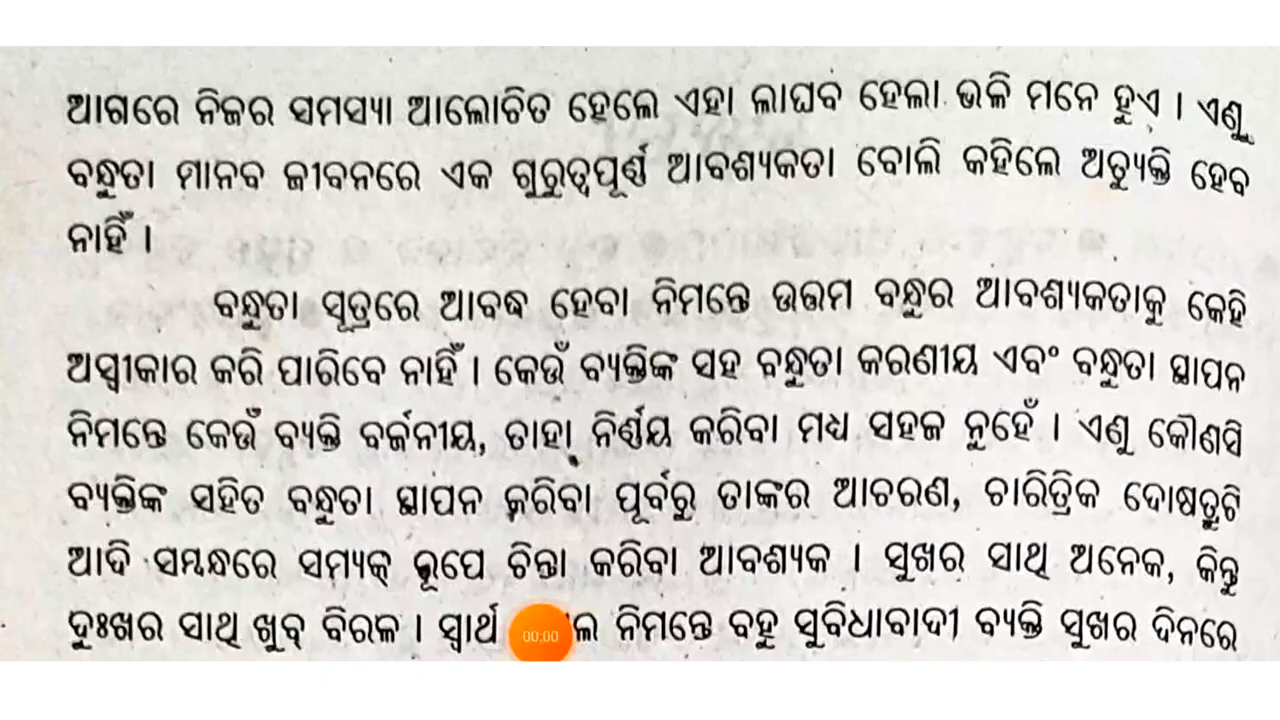 ଆଗରେ ନିଜର ସମସ୍ୟା ଆଲୋଚିତ ହେଲେ ଏହା ଲାଘବ ହେଲା ଭଳି ମନେ ହୁଏ । ଏଣୁ
ବନ୍ଧୁତା ମାନବ ଜୀବନରେ ଏକ ଗୁରୁତ୍ୱପୂର୍ଣ୍ଣ ଆବଶ୍ୟକତା ବୋଲି କହିଲେ ଅତ୍ୟୁକ୍ତି ହେବ
ନାହିଁ ।
ବନ୍ଧୁତା ସୂତ୍ରରେ ଆବଦ୍ଧ ହେବା ନିମନ୍ତେ ଉତ୍ତମ ବନ୍ଧୁର ଆବଶ୍ୟକତାକୁ କେହି
ଅସ୍ୱୀକାର କରି ପାରିବେ ନାହିଁ । କେଉଁ ବ୍ୟକ୍ତିଙ୍କ ସହ ବନ୍ଧୁତା କରଣୀୟ ଏବଂ ବନ୍ଧୁତା ସ୍ଥାପନ
ନିମନ୍ତେ କେଉଁ ବ୍ୟକ୍ତି ବର୍ଜନୀୟ, ତାହା ନିର୍ଣ୍ଣୟ କରିବା ମଧ୍ୟ ସହଜ ନୁହେଁ । ଏଣୁ କୌଣସି
ବ୍ୟକ୍ତିଙ୍କ ସହିତ ବନ୍ଧୁତା ସ୍ଥାପନ କରିବା ପୂର୍ବରୁ ତାଙ୍କର ଆଚରଣ, ଚାରିତ୍ରିକ ଦୋଷତ୍ରୁଟି
ଆଦି ସମ୍ବନ୍ଧରେ ସମ୍ୟକ୍ ରୂପେ ଚିନ୍ତା କରିବା ଆବଶ୍ୟକ । ସୁଖର ସାଥି ଅନେକ, କିନ୍ତୁ
ଦୁଃଖର ସାଥି ଖୁବ୍ ବିରଳ । ସ୍ୱାର୍ଥ 00:00 ନିମନ୍ତେ ବହୁ ସୁବିଧାବାଦୀ ବ୍ୟକ୍ତି ସୁଖର ଦିନରେ